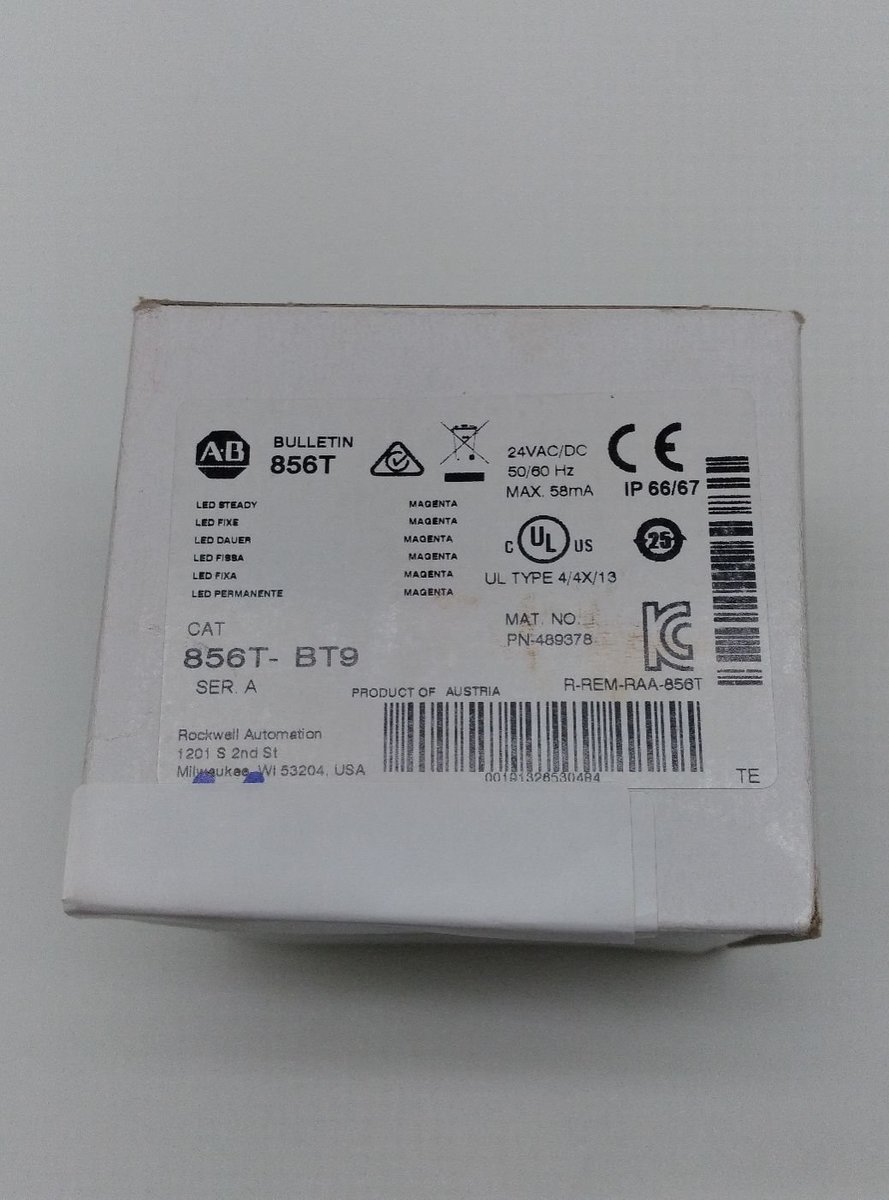 AB
BULLETIN
856T
24VAC/DC
50/60 Hz
MAX. 58mA
CE
IP 66/67
LED STEADY MAGENTA
LED FIXE MAGENTA
LED DAUER MAGENTA
LED FISSA MAGENTA
LED FIXA MAGENTA
LED PERMANENTE MAGENTA
C UL US
25
UL TYPE 4/4X/13
CAT
856T- BT9
SER. A
MAT. NO.
PN-489378
KC
R-REM-RAA-856T
PRODUCT OF AUSTRIA
Rockwell Automation
1201 S 2nd St
Milwaukee, WI 53204, USA
00191326530484
TE